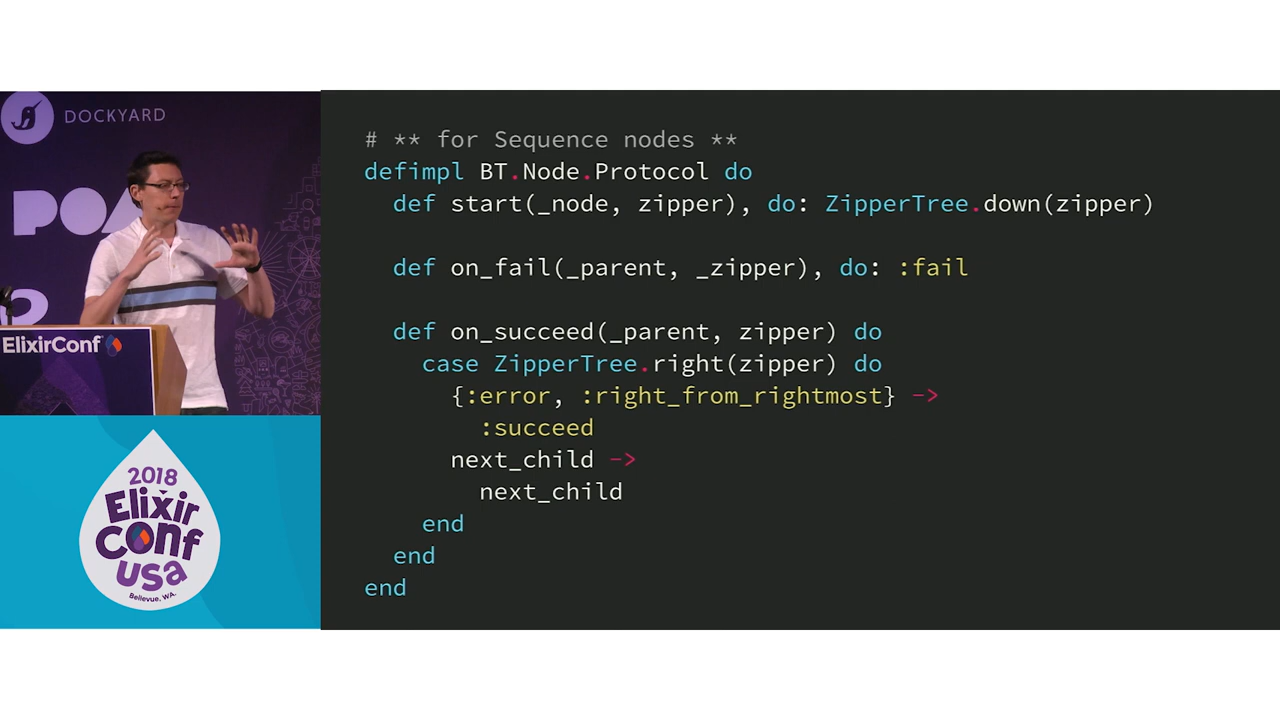 DOCKYARD
ElixirConf
2018
Elixir
Conf
USA
Bellevue, WA.
# ** for Sequence nodes **
defimpl BT.Node.Protocol do
  def start(_node, zipper), do: ZipperTree.down(zipper)
  def on_fail(_parent, _zipper), do: :fail
  def on_succeed(_parent, zipper) do
    case ZipperTree.right(zipper) do
      {:error, :right_from_rightmost} ->
        :succeed
      next_child ->
        next_child
    end
  end
end